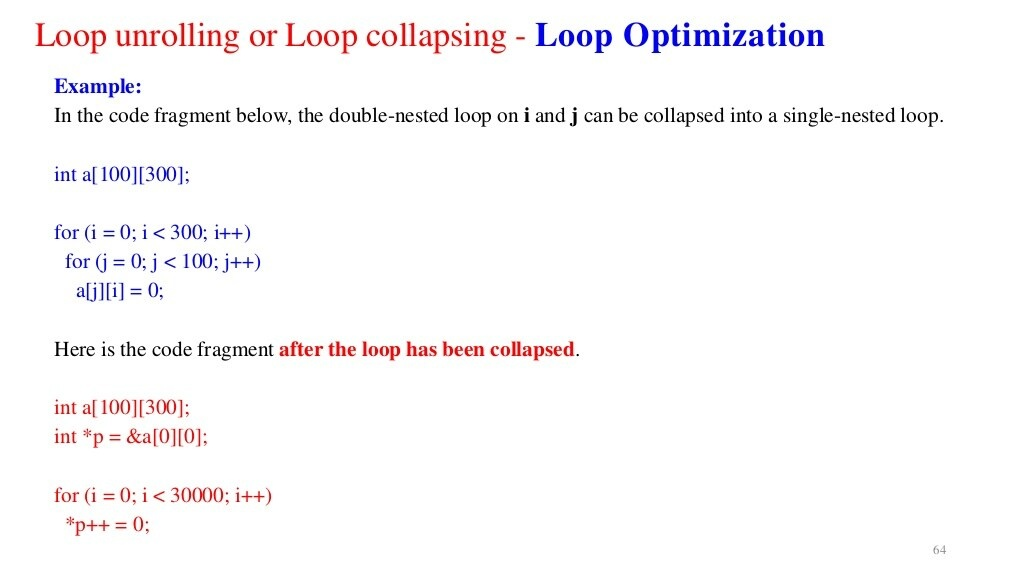 Loop unrolling or Loop collapsing - Loop Optimization
Example:
In the code fragment below, the double-nested loop on i and j can be collapsed into a single-nested loop.
int a[100][300];
for (i = 0; i < 300; i++)
for (j = 0; j < 100; j++)
a[j][i] = 0;
Here is the code fragment after the loop has been collapsed.
int a[100][300];
int *p = &a[0][0];
for (i = 0; i < 30000; i++)
*p++ = 0;
64